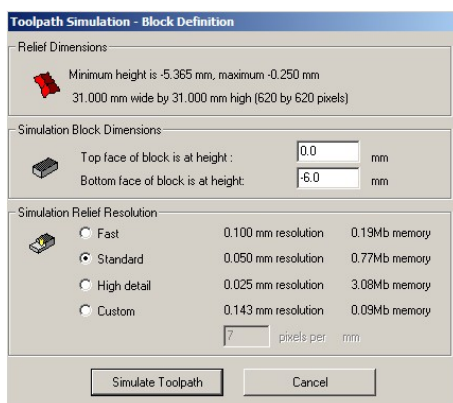 Toolpath Simulation - Block Definition
Relief Dimensions
Minimum height is -5.365 mm, maximum -0.250 mm
31.000 mm wide by 31.000 mm high (620 by 620 pixels)
Simulation Block Dimensions
Top face of block is at height : 0.0 mm
Bottom face of block is at height: -6.0 mm
Simulation Relief Resolution
Fast 0.100 mm resolution 0.19Mb memory
Standard 0.050 mm resolution 0.77Mb memory
High detail 0.025 mm resolution 3.08Mb memory
Custom 0.143 mm resolution 0.09Mb memory
7 pixels per mm
Simulate Toolpath Cancel